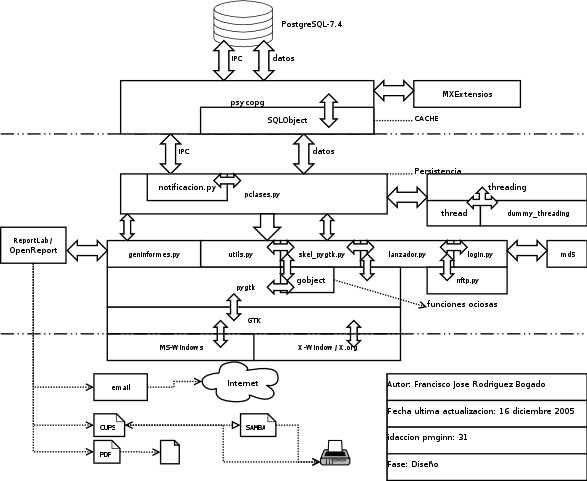 PostgreSQL-7.4
IPC
datos
MXExtensios
psycopg
SQLObject
CACHE
IPC
datos
Persistencia
notificacion.py
pclases.py
threading
thread
dummy_threading
ReportLab/
OpenReport
geninformes.py
utils.py
skel_pygtk.py
lanzador.py
login.py
md5
gobject
nftp.py
pygtk
funciones ociosas
GTK
MS-Windows
X-Window / X.org
email
Internet
CUPS
SAMBA
PDF
Autor: Francisco Jose Rodriguez Bogado
Fecha ultima actualizacion: 16 diciembre 2005
idaccion pmginn: 31
Fase: Diseño